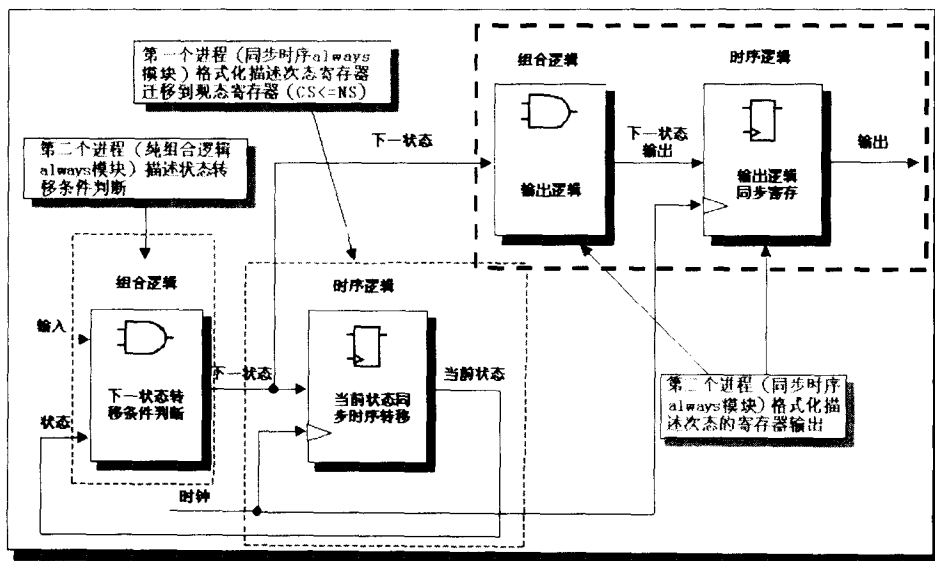 第一个进程（同步时序always
模块）格式化描述次态寄存器
迁移到现态寄存器（CS<=NS）
第二个进程（纯组合逻辑
always模块）描述状态转
移条件判断
组合逻辑
输出逻辑
时序逻辑
输出逻辑
同步寄存
下一状态
下一状态
输出
输出
组合逻辑
输入
状态
下一状态转
移条件判断
下一状态
时序逻辑
当前状态同
步时序转移
当前状态
时钟
第二个进程（同步时序
always模块）格式化描
述次态的寄存器输出